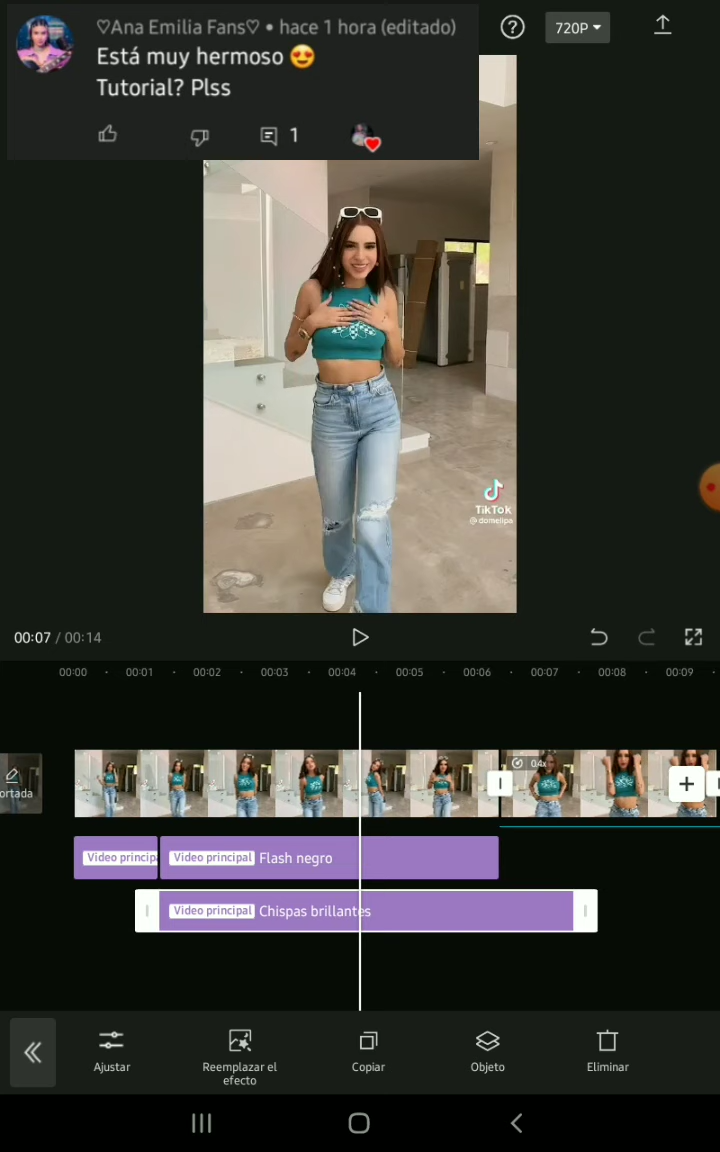 ♡Ana Emilia Fans♡ • hace 1 hora (editado)
Está muy hermoso 😍
Tutorial? Plss
1
720P
TikTok
@domelipa
00:07 / 00:14
00:00 00:01 00:02 00:03 00:04 00:05 00:06 00:07 00:08 00:09
ortada
0.4x
Video principa
Video principal Flash negro
Video principal Chispas brillantes
Ajustar
Reemplazar el
efecto
Copiar
Objeto
Eliminar